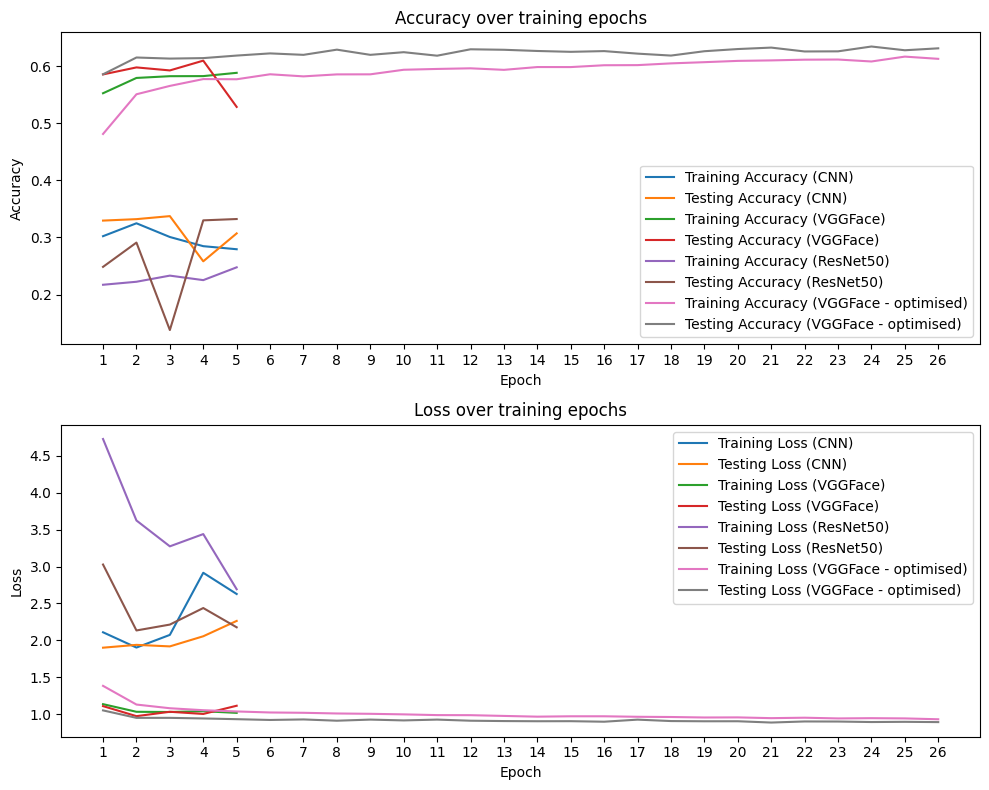 Accuracy over training epochs
0.6
0.5
0.4
0.3
0.2
Accuracy
Training Accuracy (CNN)
Testing Accuracy (CNN)
Training Accuracy (VGGFace)
Testing Accuracy (VGGFace)
Training Accuracy (ResNet50)
Testing Accuracy (ResNet50)
Training Accuracy (VGGFace - optimised)
Testing Accuracy (VGGFace - optimised)
1 2 3 4 5 6 7 8 9 10 11 12 13 14 15 16 17 18 19 20 21 22 23 24 25 26
Epoch
Loss over training epochs
4.5
4.0
3.5
3.0
2.5
2.0
1.5
1.0
Loss
Training Loss (CNN)
Testing Loss (CNN)
Training Loss (VGGFace)
Testing Loss (VGGFace)
Training Loss (ResNet50)
Testing Loss (ResNet50)
Training Loss (VGGFace - optimised)
Testing Loss (VGGFace - optimised)
1 2 3 4 5 6 7 8 9 10 11 12 13 14 15 16 17 18 19 20 21 22 23 24 25 26
Epoch